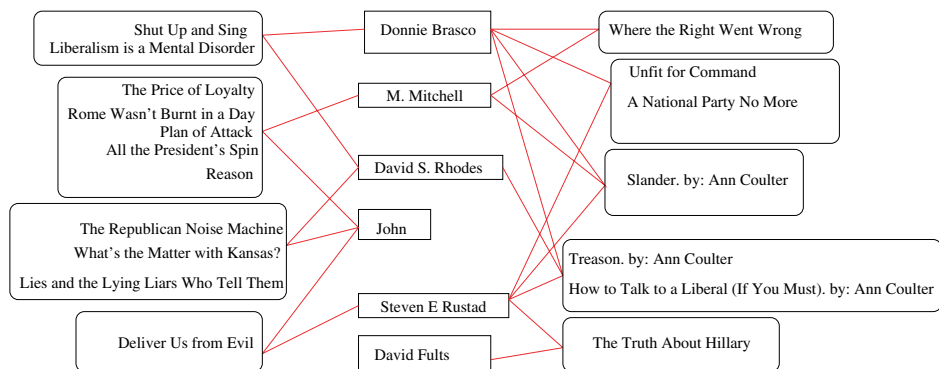 Shut Up and Sing
Liberalism is a Mental Disorder
The Price of Loyalty
Rome Wasn't Burnt in a Day
Plan of Attack
All the President's Spin
Reason
The Republican Noise Machine
What's the Matter with Kansas?
Lies and the Lying Liars Who Tell Them
Deliver Us from Evil
Donnie Brasco
M. Mitchell
David S. Rhodes
John
Steven E Rustad
David Fults
Where the Right Went Wrong
Unfit for Command
A National Party No More
Slander. by: Ann Coulter
Treason. by: Ann Coulter
How to Talk to a Liberal (If You Must). by: Ann Coulter
The Truth About Hillary